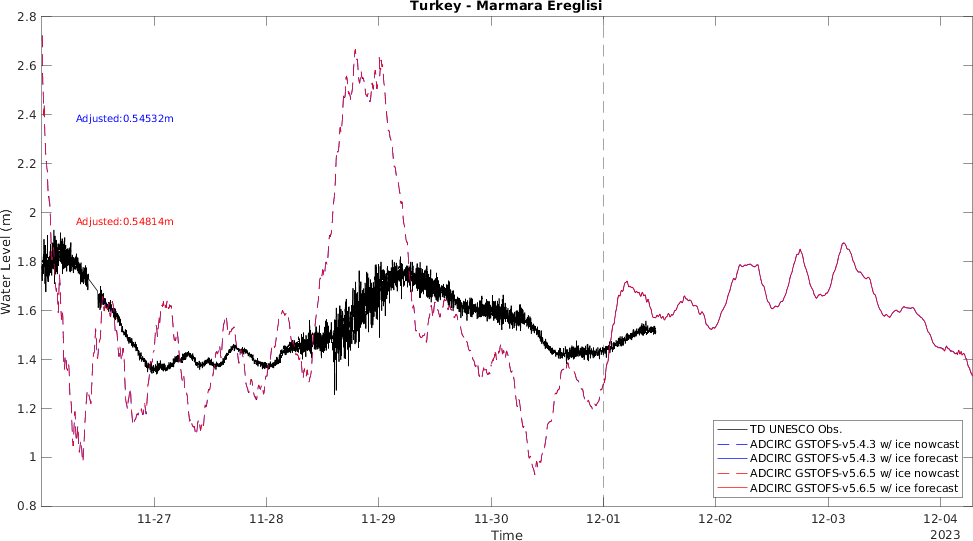 Turkey - Marmara Ereglisi
2.8
2.6
2.4
2.2
2
1.8
1.6
1.4
1.2
1
0.8
Water Level (m)
Adjusted:0.54532m
Adjusted:0.54814m
TD UNESCO Obs.
ADCIRC GSTOFS-v5.4.3 w/ ice nowcast
ADCIRC GSTOFS-v5.4.3 w/ ice forecast
ADCIRC GSTOFS-v5.6.5 w/ ice nowcast
ADCIRC GSTOFS-v5.6.5 w/ ice forecast
11-27 11-28 11-29 11-30 12-01 12-02 12-03 12-04
Time
2023